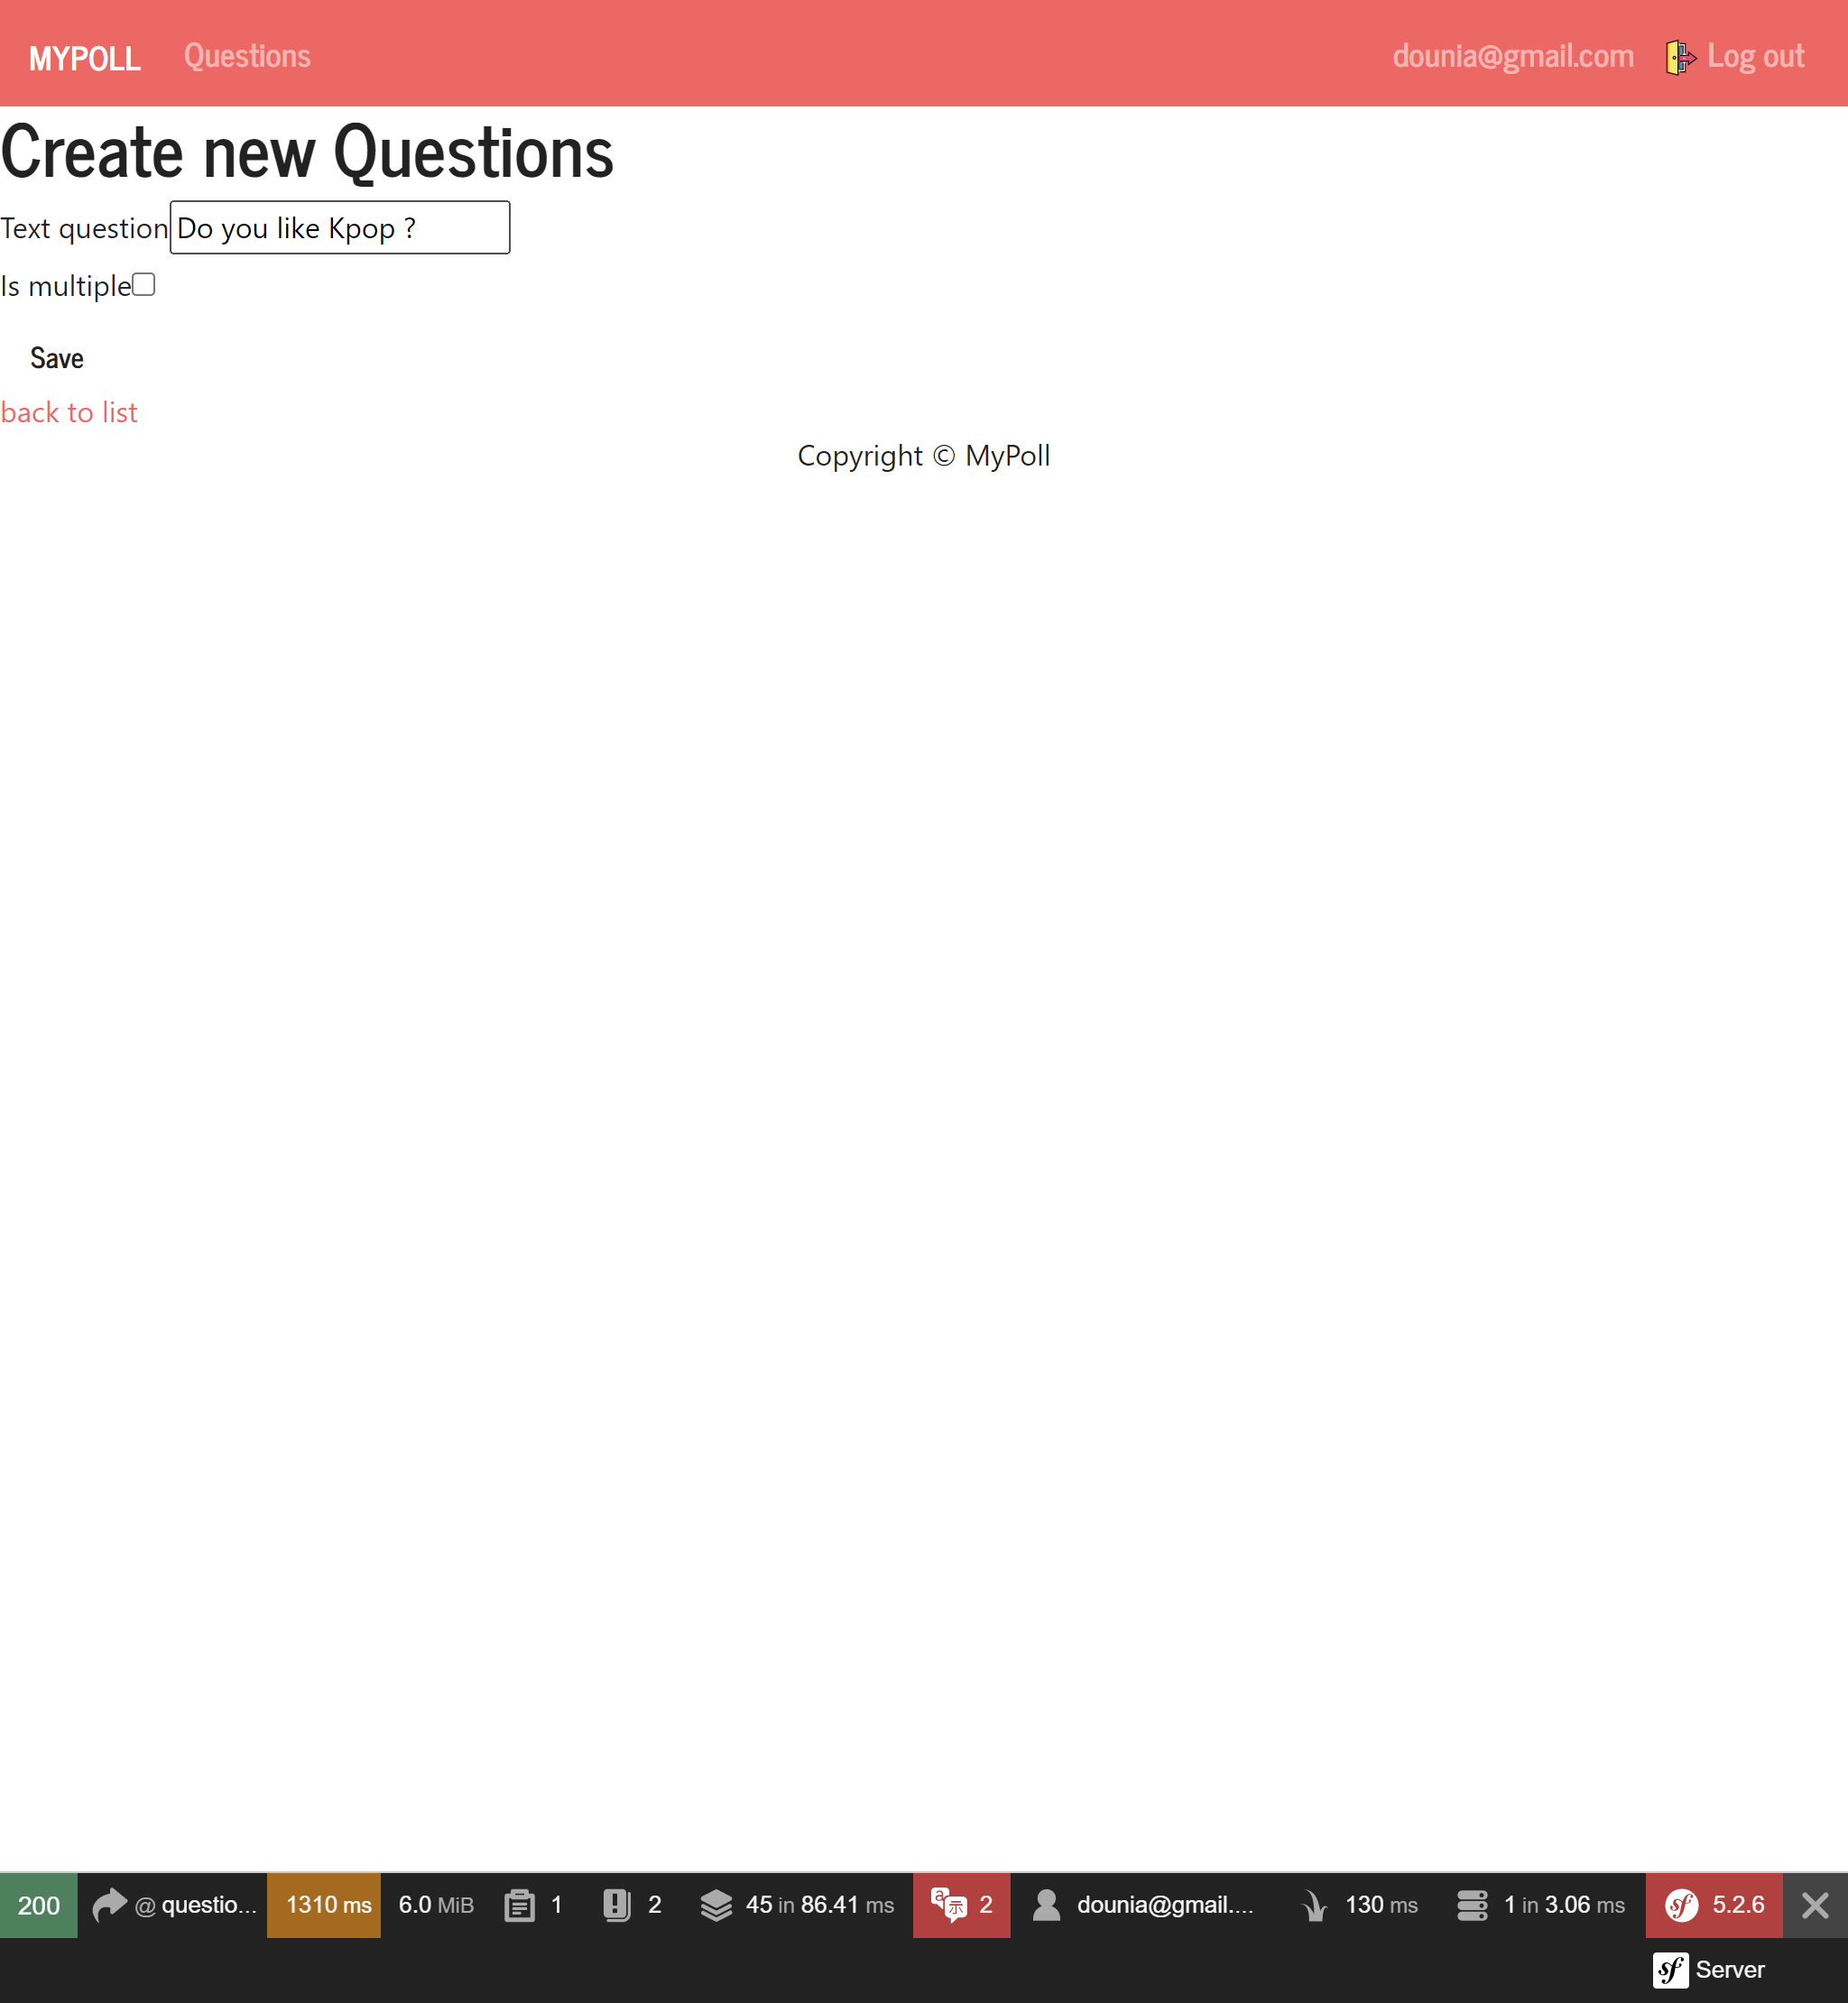 MYPOLL Questions dounia@gmail.com Log out
Create new Questions
Text question Do you like Kpop ?
Is multiple
Save
back to list
Copyright © MyPoll
200 @ questio... 1310 ms 6.0 MiB 1 2 45 in 86.41 ms 2 dounia@gmail.... 130 ms 1 in 3.06 ms sf 5.2.6
sf Server